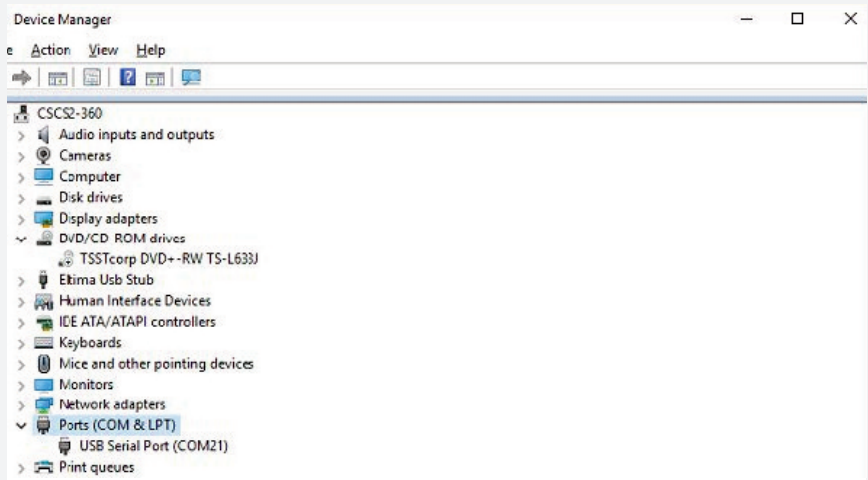 Device Manager
e Action View Help
CSCS2-360
Audio inputs and outputs
Cameras
Computer
Disk drives
Display adapters
DVD/CD-ROM drives
TSSTcorp DVD+-RW TS-L633J
Eltima Usb Stub
Human Interface Devices
IDE ATA/ATAPI controllers
Keyboards
Mice and other pointing devices
Monitors
Network adapters
Ports (COM & LPT)
USB Serial Port (COM21)
Print queues